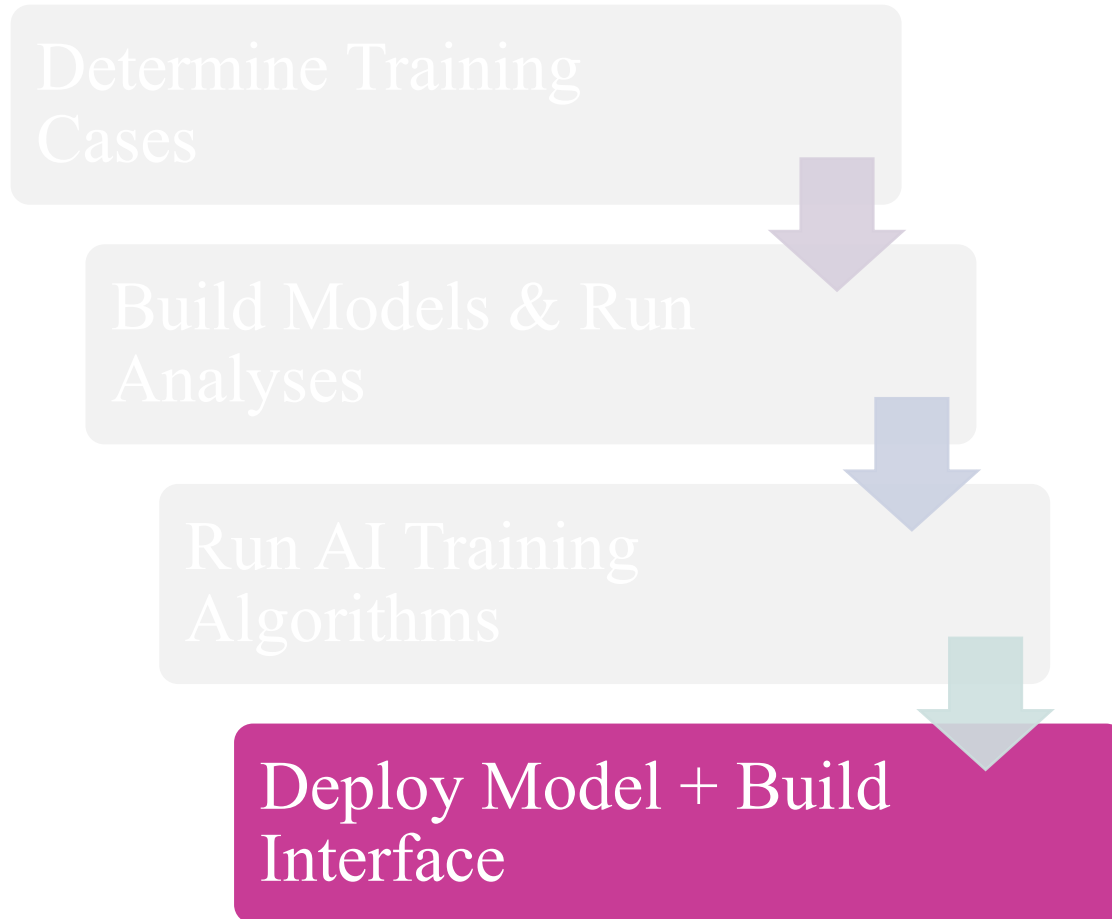 Determine Training
Cases
Build Models & Run
Analyses
Run AI Training
Algorithms
Deploy Model + Build
Interface